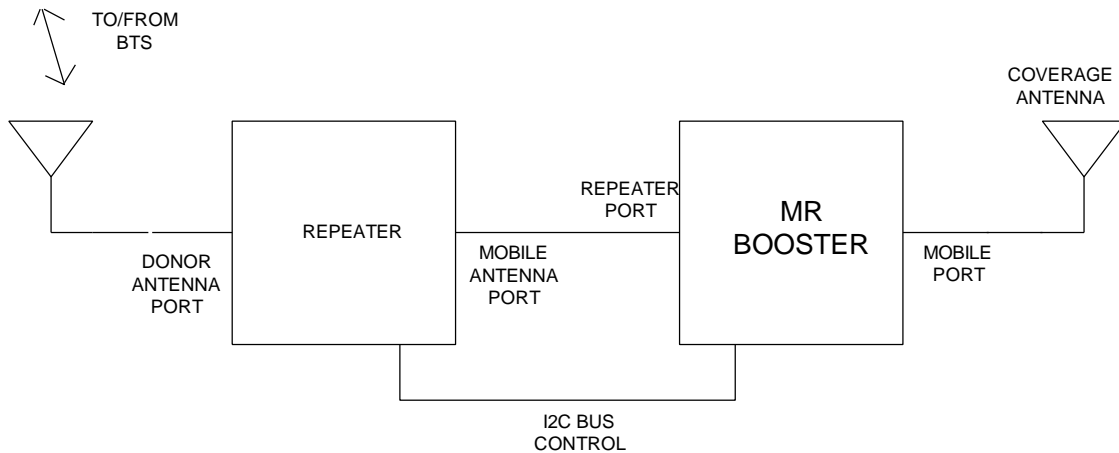 TO/FROM
BTS
COVERAGE
ANTENNA
REPEATER
PORT
MR
BOOSTER
REPEATER
MOBILE
ANTENNA
PORT
MOBILE
PORT
DONOR
ANTENNA
PORT
I2C BUS
CONTROL